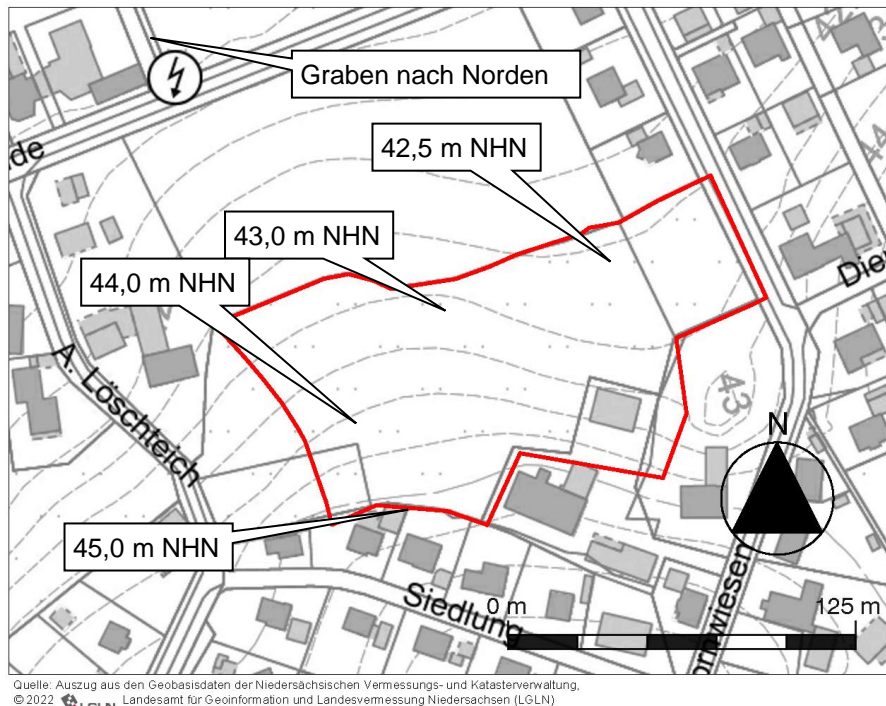 Graben nach Norden
42,5 m NHN
43,0 m NHN
44,0 m NHN
45,0 m NHN
A. Löschteich
Siedlung
43
44
N
0 m
125 m
Quelle: Auszug aus den Geobasisdaten der Niedersächsischen Vermessungs- und Katasterverwaltung,
© 2022 LGLN Landesamt für Geoinformation und Landesvermessung Niedersachsen (LGLN)